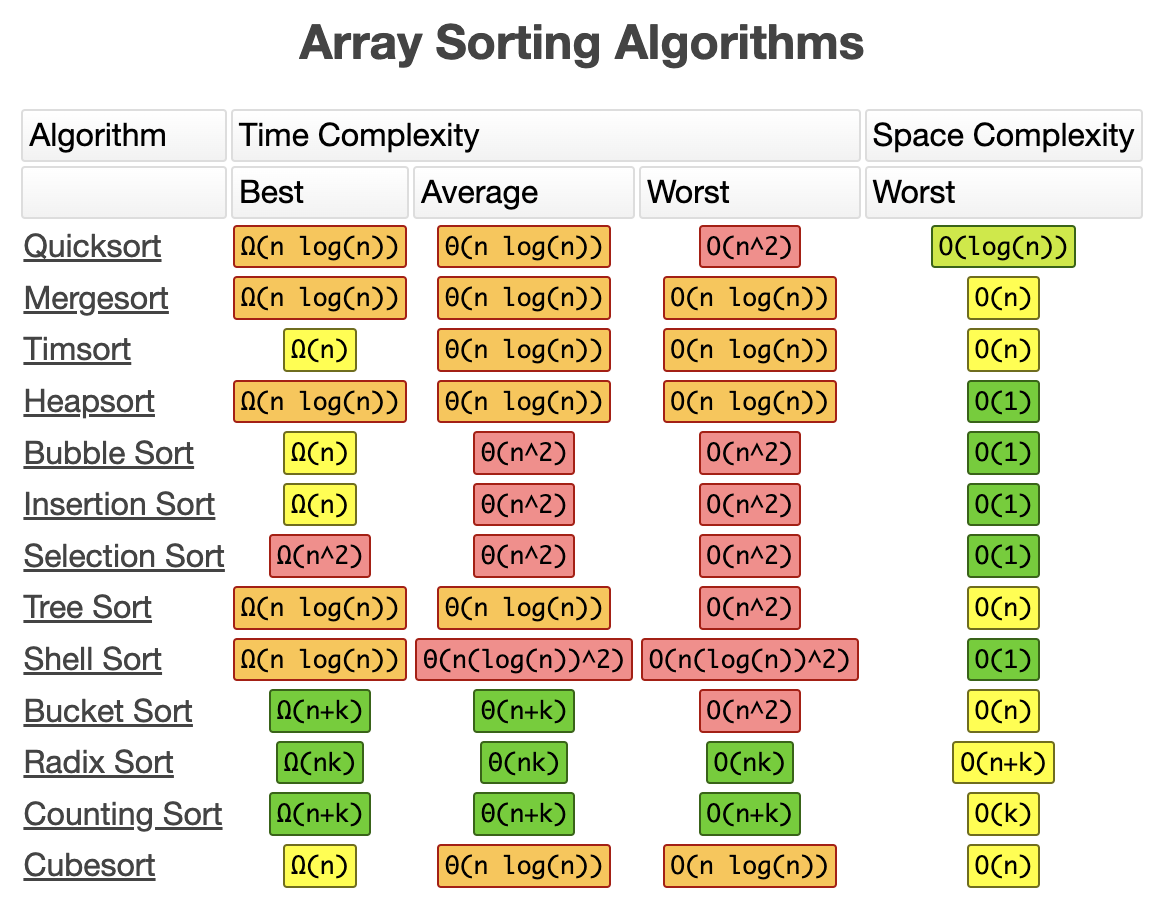 Array Sorting Algorithms
Algorithm Time Complexity Space Complexity
Best Average Worst Worst
Quicksort Ω(n log(n)) Θ(n log(n)) O(n^2) O(log(n))
Mergesort Ω(n log(n)) Θ(n log(n)) O(n log(n)) O(n)
Timsort Ω(n) Θ(n log(n)) O(n log(n)) O(n)
Heapsort Ω(n log(n)) Θ(n log(n)) O(n log(n)) O(1)
Bubble Sort Ω(n) Θ(n^2) O(n^2) O(1)
Insertion Sort Ω(n) Θ(n^2) O(n^2) O(1)
Selection Sort Ω(n^2) Θ(n^2) O(n^2) O(1)
Tree Sort Ω(n log(n)) Θ(n log(n)) O(n^2) O(n)
Shell Sort Ω(n log(n)) Θ(n(log(n))^2) O(n(log(n))^2) O(1)
Bucket Sort Ω(n+k) Θ(n+k) O(n^2) O(n)
Radix Sort Ω(nk) Θ(nk) O(nk) O(n+k)
Counting Sort Ω(n+k) Θ(n+k) O(n+k) O(k)
Cubesort Ω(n) Θ(n log(n)) O(n log(n)) O(n)